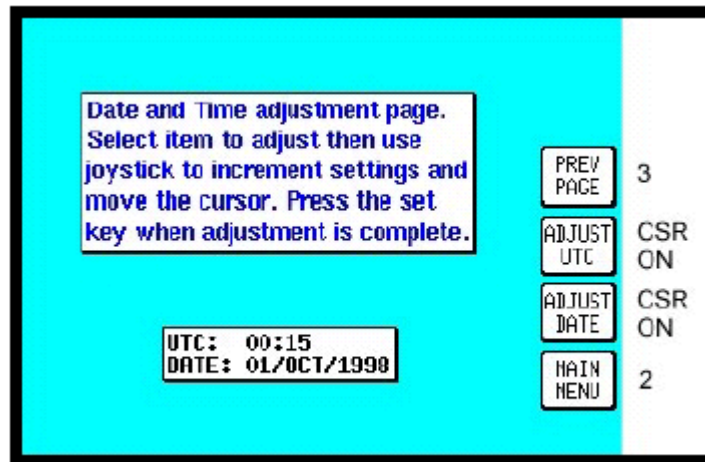 Date and Time adjustment page.
Select item to adjust then use
joystick to increment settings and
move the cursor. Press the set
key when adjustment is complete.
PREV
PAGE
3
ADJUST
UTC
CSR
ON
ADJUST
DATE
CSR
ON
UTC: 00:15
DATE: 01/OCT/1998
MAIN
MENU
2